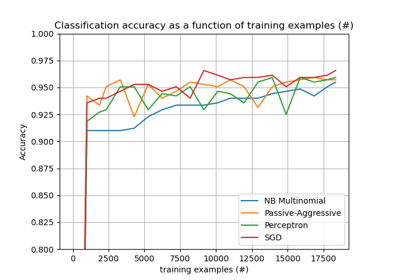 Classification accuracy as a function of training examples (#)
1.000
0.975
0.950
0.925
0.900
0.875
0.850
0.825
0.800
Accuracy
NB Multinomial
Passive-Aggressive
Perceptron
SGD
0 2500 5000 7500 10000 12500 15000 17500
training examples (#)